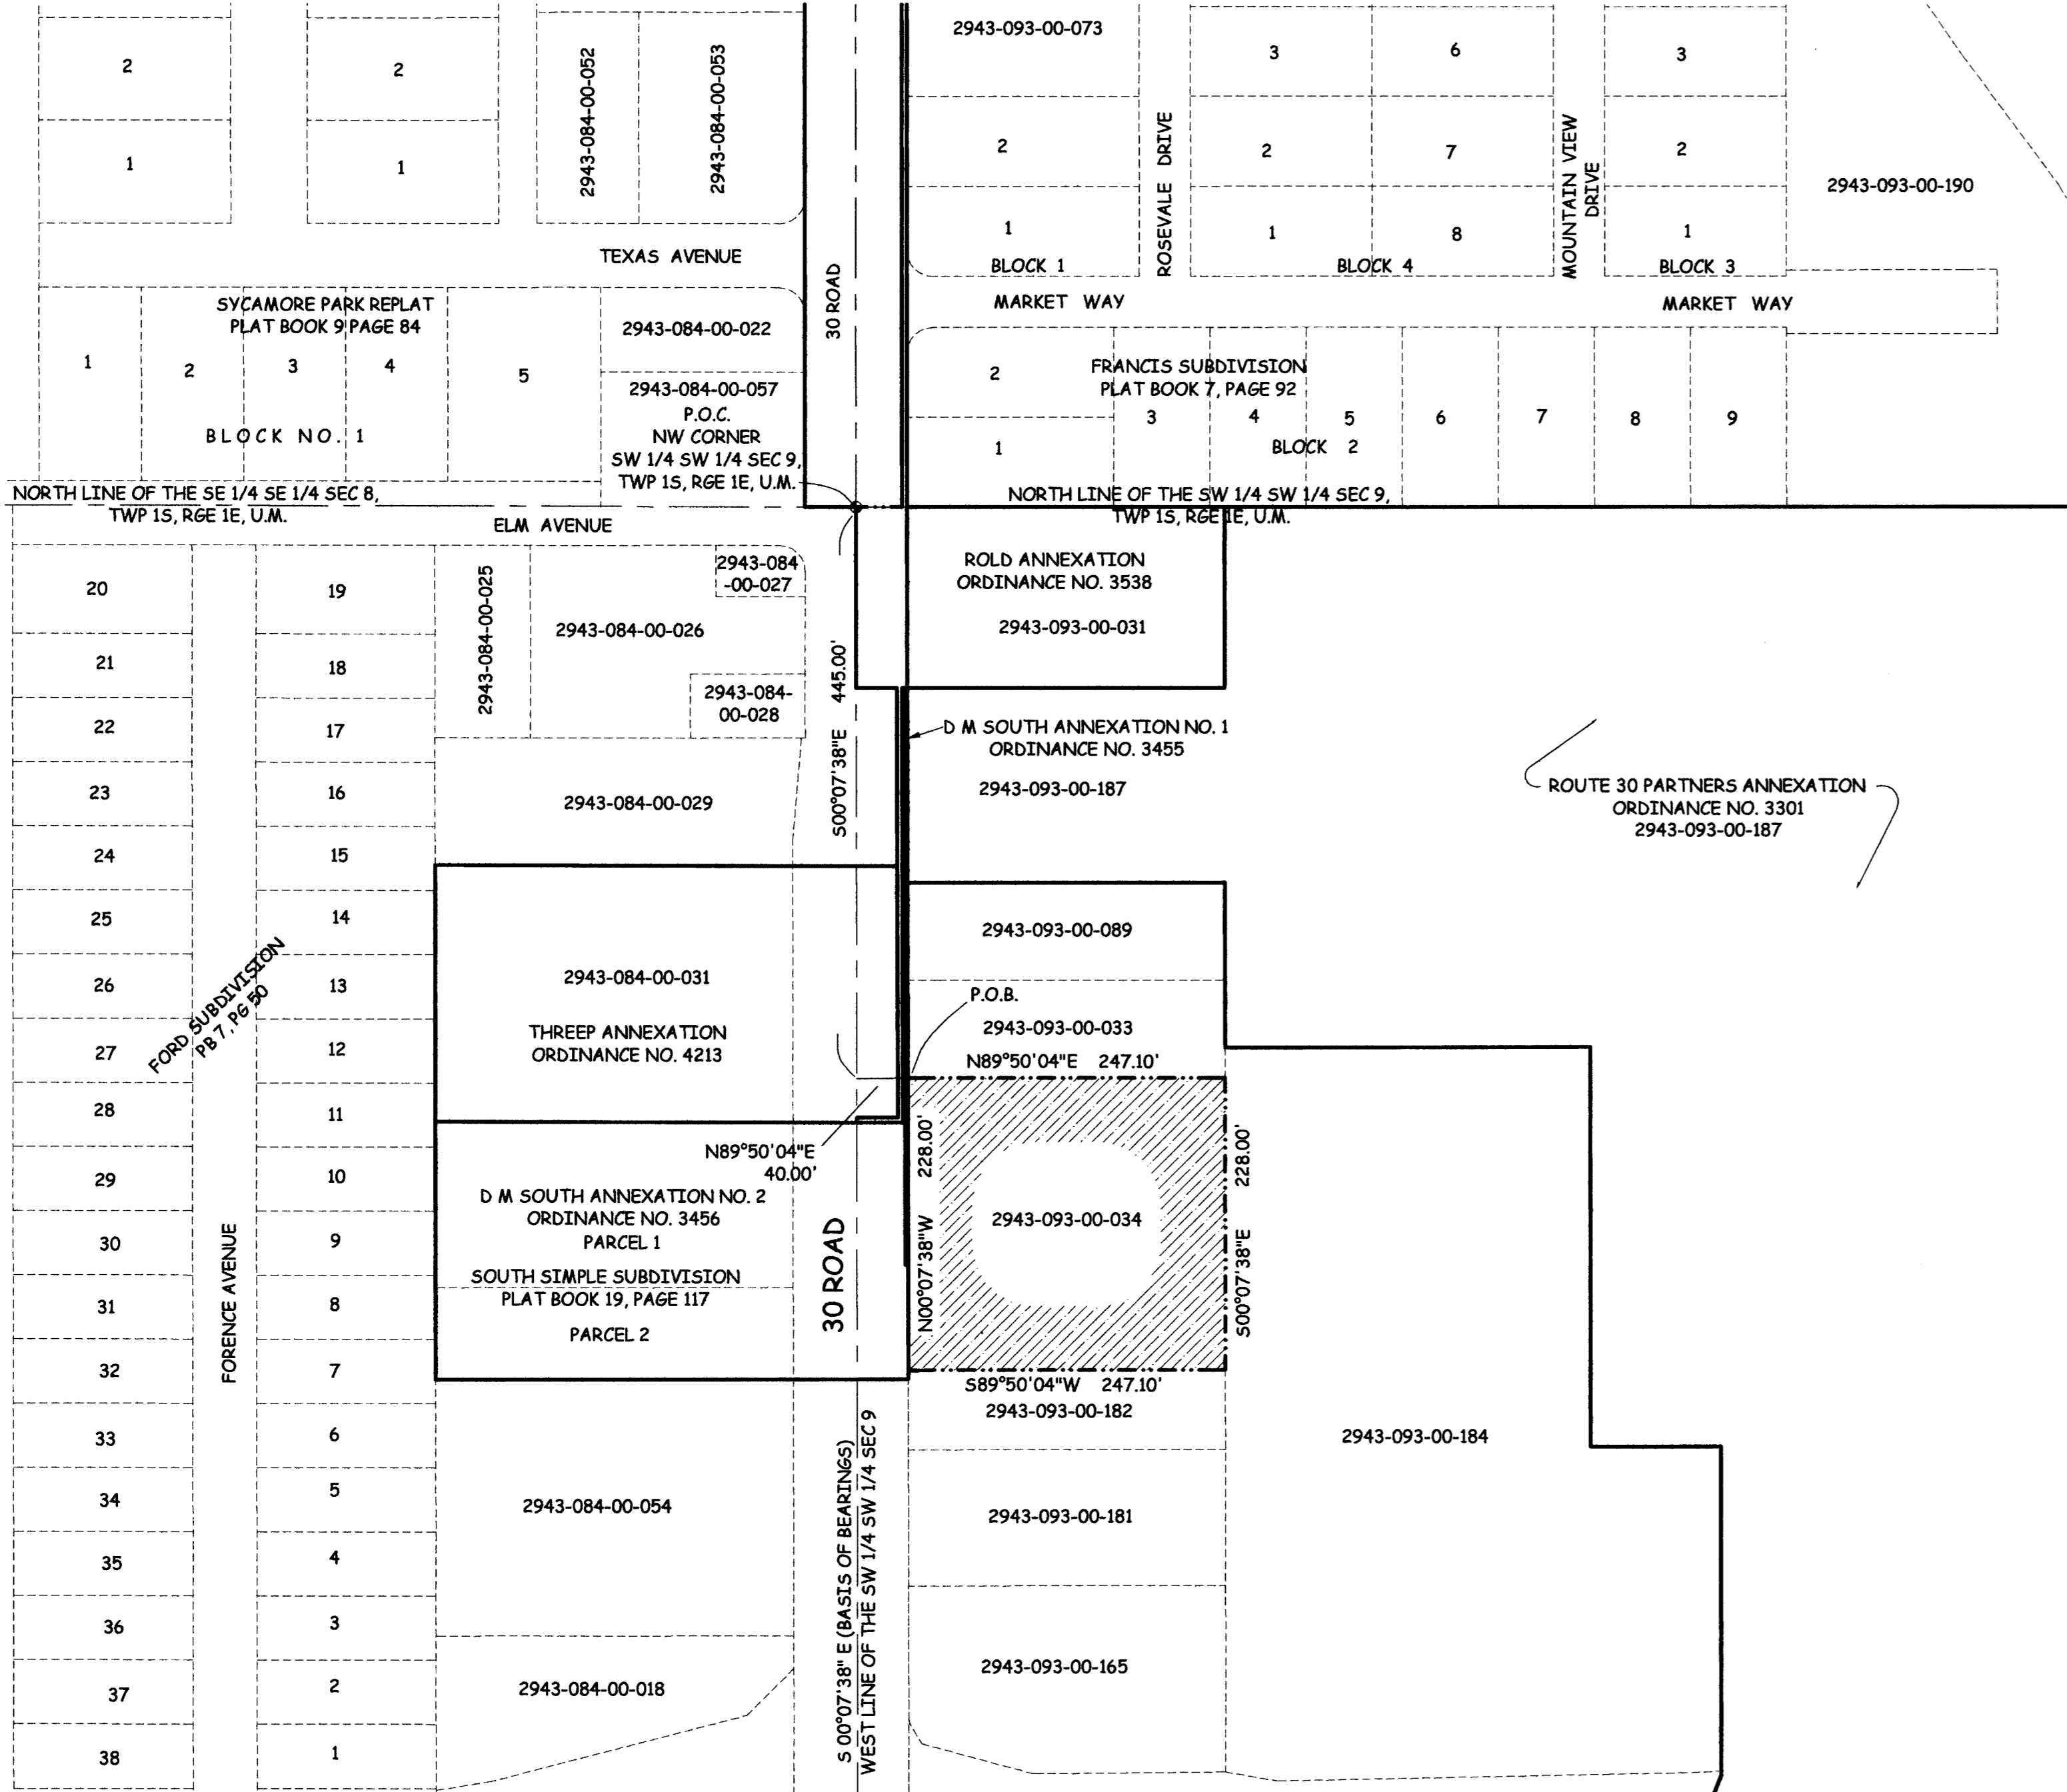 2
2
2943-084-00-052
2943-084-00-053
1
1
TEXAS AVENUE
2943-093-00-073
3
6
3
2
2
7
2
1
1
8
1
ROSEVALE DRIVE
MOUNTAIN VIEW
DRIVE
2943-093-00-190
BLOCK 1
BLOCK 4
BLOCK 3
MARKET WAY
MARKET WAY
30 ROAD
SYCAMORE PARK REPLAT
PLAT BOOK 9 PAGE 84
1
2
3
4
5
BLOCK NO. 1
2943-084-00-022
2943-084-00-057
P.O.C.
NW CORNER
SW 1/4 SW 1/4 SEC 9,
TWP 1S, RGE 1E, U.M.
2
FRANCIS SUBDIVISION
PLAT BOOK 7, PAGE 92
3
4
5
6
7
8
9
1
BLOCK 2
NORTH LINE OF THE SE 1/4 SE 1/4 SEC 8,
TWP 1S, RGE 1E, U.M.
NORTH LINE OF THE SW 1/4 SW 1/4 SEC 9,
TWP 1S, RGE 1E, U.M.
ELM AVENUE
20
21
22
23
24
25
26
27
28
29
30
31
32
33
34
35
36
37
38
FORD SUBDIVISION
PB 7, PG 50
FORENCE AVENUE
19
18
17
16
15
14
13
12
11
10
9
8
7
6
5
4
3
2
1
2943-084-00-025
2943-084-00-026
2943-084
-00-027
2943-084-
00-028
2943-084-00-029
S00°07'38"E 445.00'
ROLD ANNEXATION
ORDINANCE NO. 3538
2943-093-00-031
D M SOUTH ANNEXATION NO. 1
ORDINANCE NO. 3455
2943-093-00-187
ROUTE 30 PARTNERS ANNEXATION
ORDINANCE NO. 3301
2943-093-00-187
2943-084-00-031
THREEP ANNEXATION
ORDINANCE NO. 4213
2943-093-00-089
P.O.B.
2943-093-00-033
N89°50'04"E 247.10'
N89°50'04"E
40.00'
D M SOUTH ANNEXATION NO. 2
ORDINANCE NO. 3456
PARCEL 1
SOUTH SIMPLE SUBDIVISION
PLAT BOOK 19, PAGE 117
PARCEL 2
30 ROAD
N00°07'38"W 228.00'
2943-093-00-034
S00°07'38"E 228.00'
S89°50'04"W 247.10'
2943-093-00-182
2943-093-00-184
2943-084-00-054
2943-093-00-181
2943-084-00-018
2943-093-00-165
S 00°07'38" E (BASIS OF BEARINGS)
WEST LINE OF THE SW 1/4 SW 1/4 SEC 9